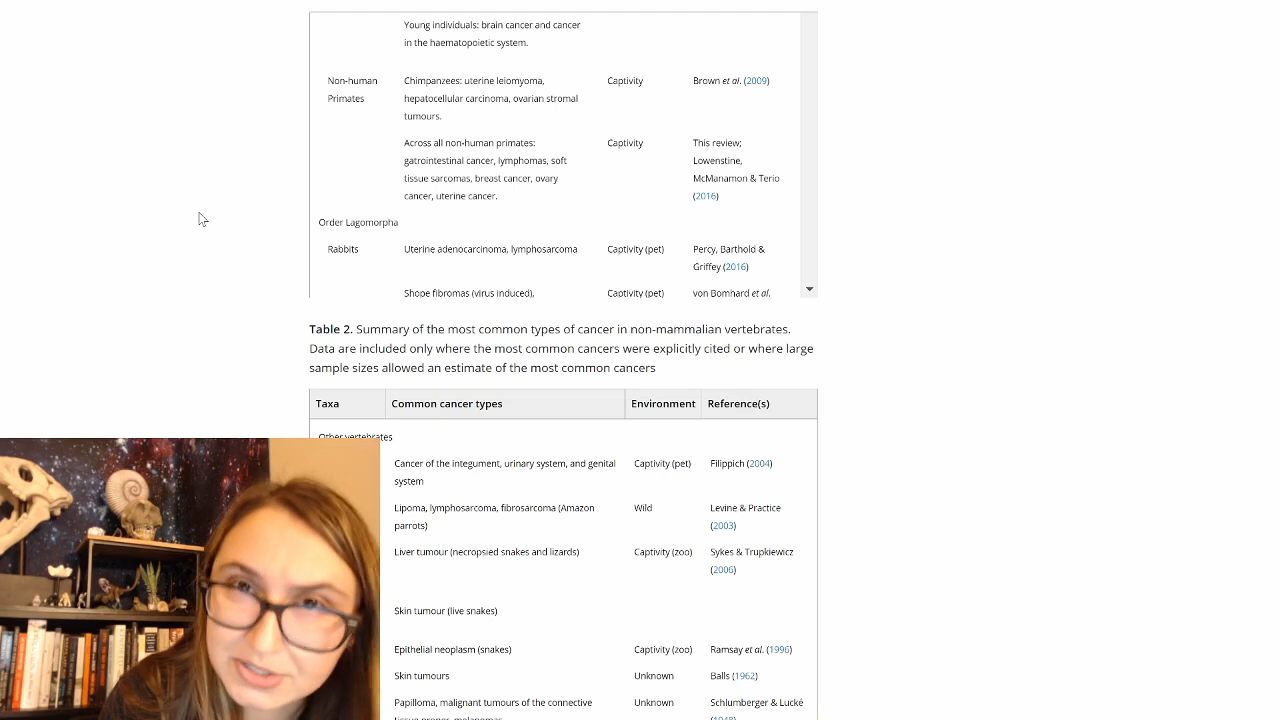 Young individuals: brain cancer and cancer
in the haematopoietic system.
Non-human
Primates
Chimpanzees: uterine leiomyoma,
hepatocellular carcinoma, ovarian stromal
tumours.
Captivity
Brown et al. (2009)
Across all non-human primates:
gatrointestinal cancer, lymphomas, soft
tissue sarcomas, breast cancer, ovary
cancer, uterine cancer.
Captivity
This review;
Lowenstine,
McManamon & Terio
(2016)
Order Lagomorpha
Rabbits
Uterine adenocarcinoma, lymphosarcoma
Captivity (pet)
Percy, Barthold &
Griffey (2016)
Shope fibromas (virus induced),
Captivity (pet)
von Bomhard et al.
Table 2. Summary of the most common types of cancer in non-mammalian vertebrates.
Data are included only where the most common cancers were explicitly cited or where large
sample sizes allowed an estimate of the most common cancers
Taxa
Common cancer types
Environment
Reference(s)
Other vertebrates
Cancer of the integument, urinary system, and genital
system
Captivity (pet)
Filippich (2004)
Lipoma, lymphosarcoma, fibrosarcoma (Amazon
parrots)
Wild
Levine & Practice
(2003)
Liver tumour (necropsied snakes and lizards)
Captivity (zoo)
Sykes & Trupkiewicz
(2006)
Skin tumour (live snakes)
Epithelial neoplasm (snakes)
Captivity (zoo)
Ramsay et al. (1996)
Skin tumours
Unknown
Balls (1962)
Papilloma, malignant tumours of the connective
tissue proper, melanomas
Unknown
Schlumberger & Lucké
(1948)